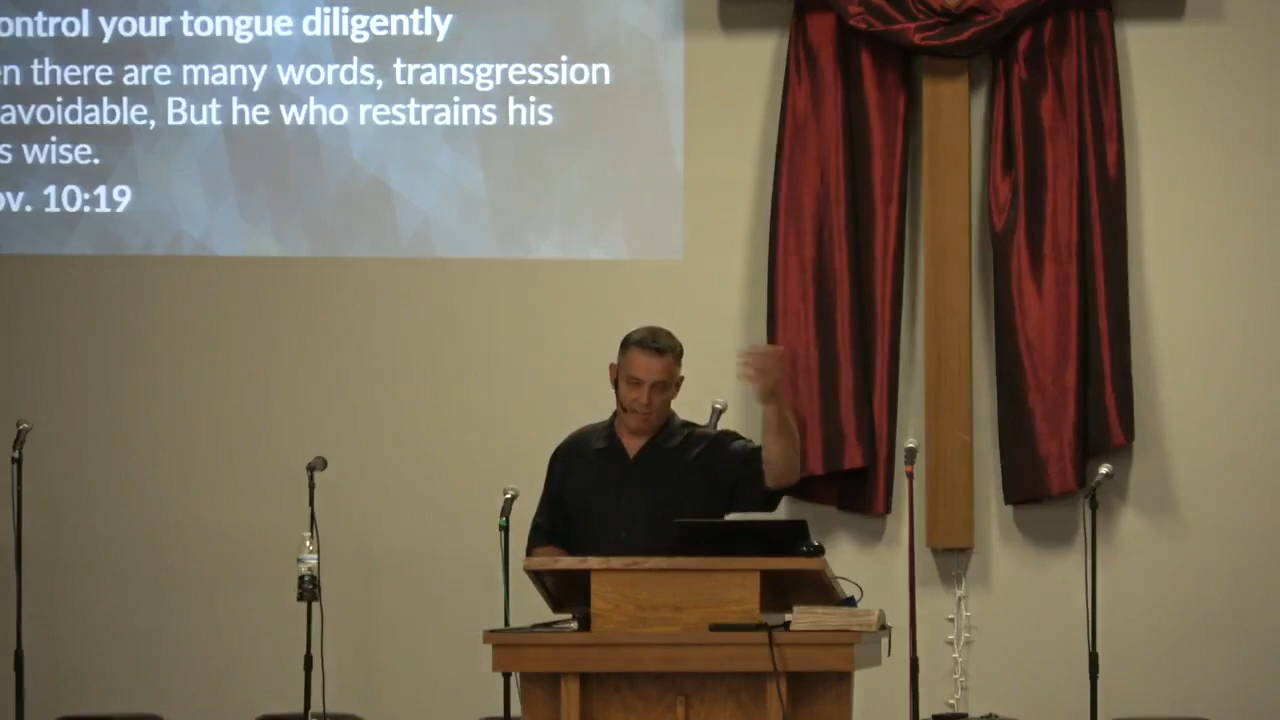 ontrol your tongue diligently
n there are many words, transgression
avoidable, But he who restrains his
s wise.
ov. 10:19